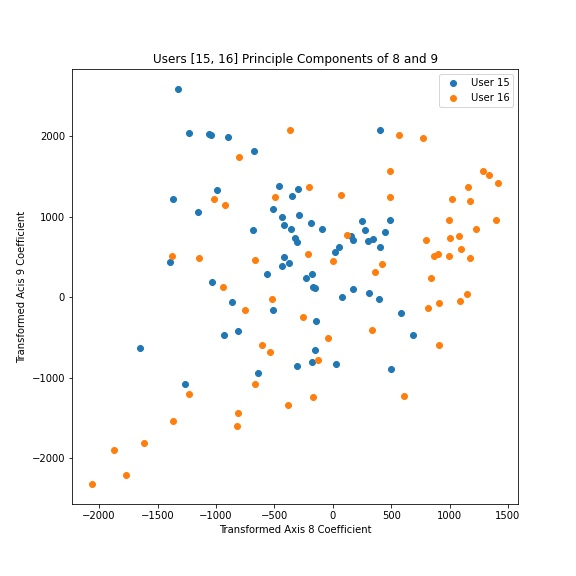 Users [15, 16] Principle Components of 8 and 9
User 15
User 16
Transformed Acis 9 Coefficient
2000
1000
0
−1000
−2000
−2000 −1500 −1000 −500 0 500 1000 1500
Transformed Axis 8 Coefficient